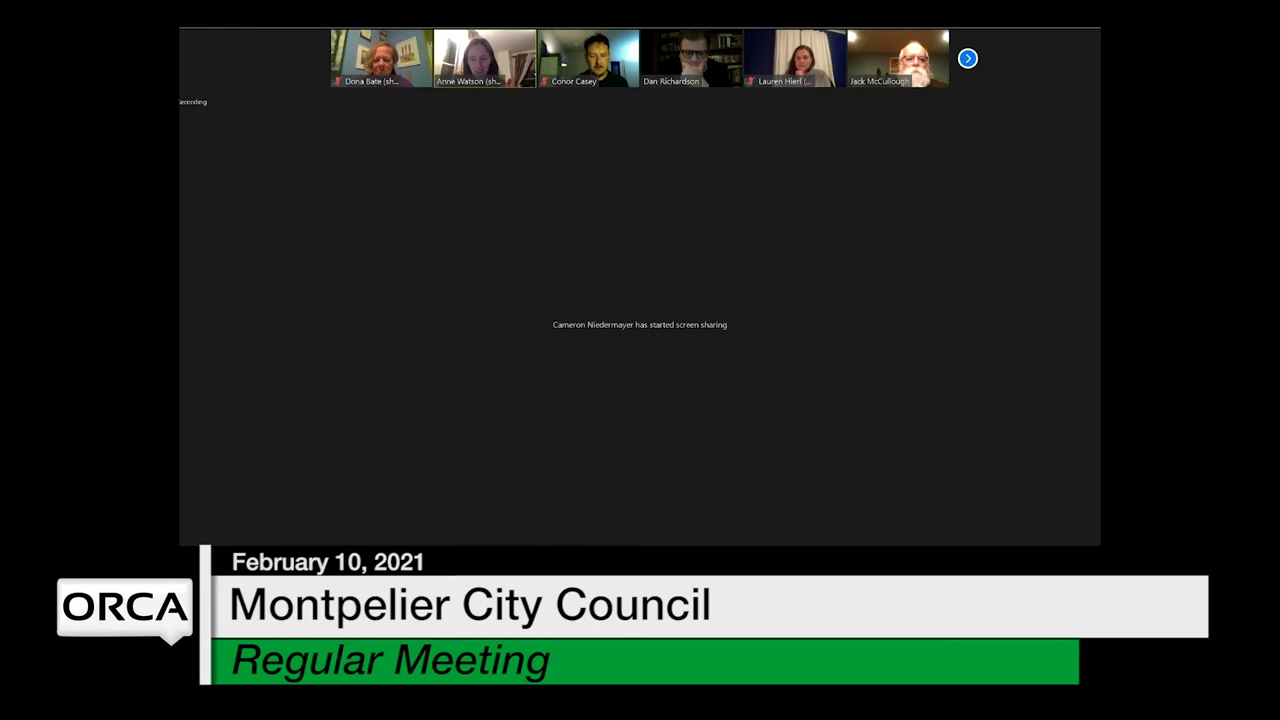 Dona Bate (sh...
Anne Watson (sh...
Conor Casey
Dan Richardson
Lauren Hierl (...
Jack McCullough
Recording
Cameron Niedermayer has started screen sharing
February 10, 2021
ORCA
Montpelier City Council
Regular Meeting